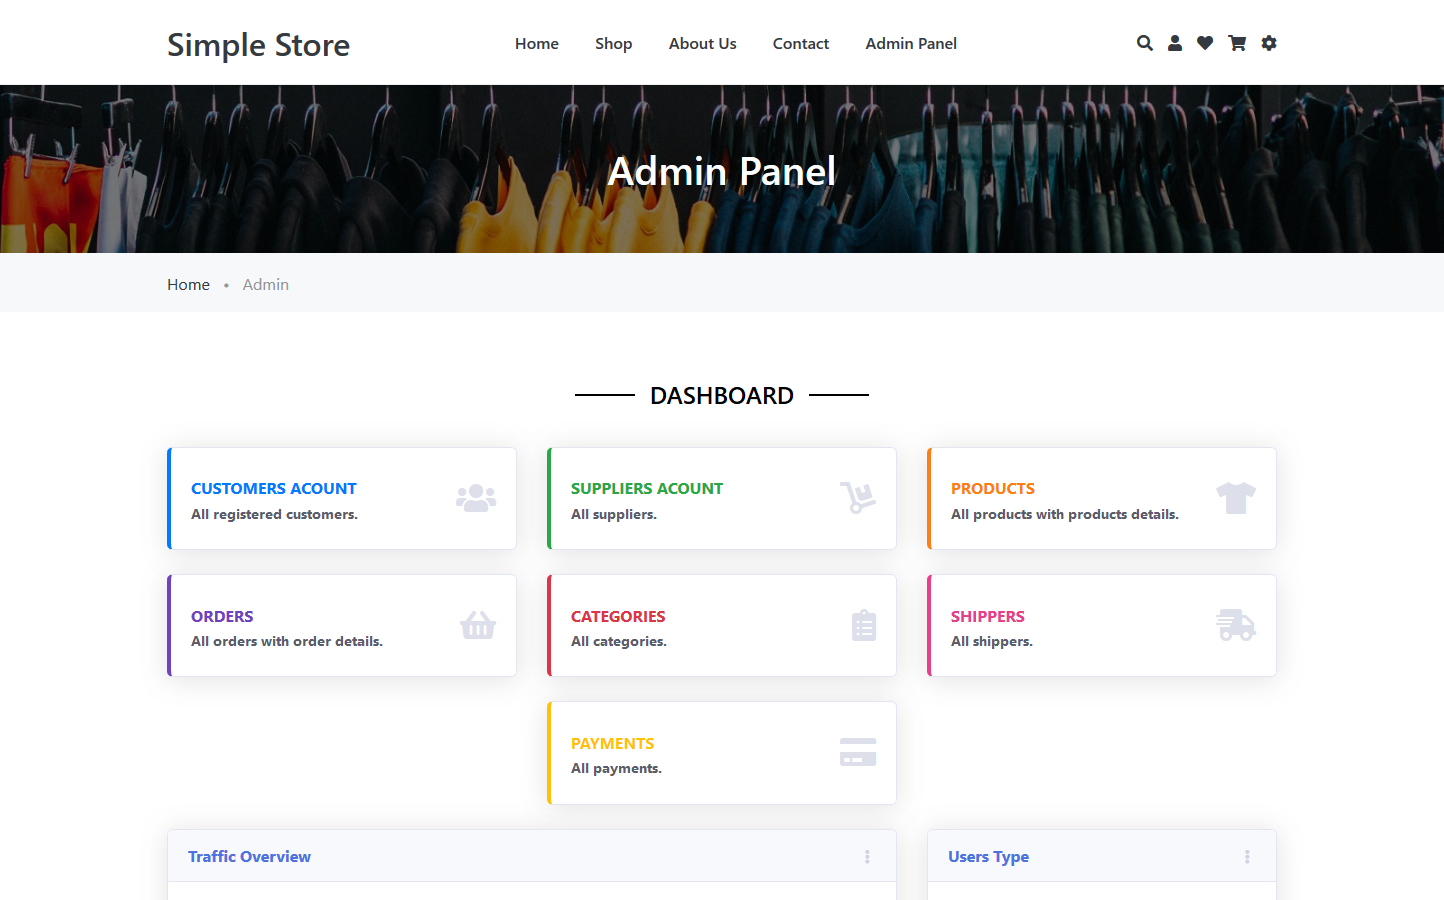 Simple Store
Home Shop About Us Contact Admin Panel
Admin Panel
Home • Admin
DASHBOARD
CUSTOMERS ACOUNT
All registered customers.
SUPPLIERS ACOUNT
All suppliers.
PRODUCTS
All products with products details.
ORDERS
All orders with order details.
CATEGORIES
All categories.
SHIPPERS
All shippers.
PAYMENTS
All payments.
Traffic Overview
Users Type